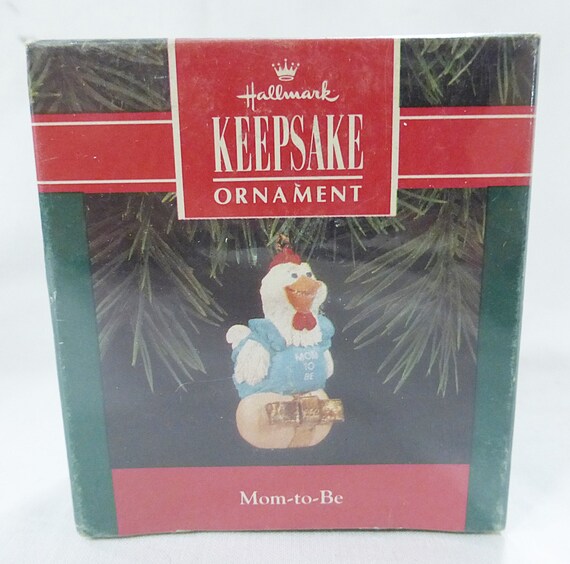 Hallmark
KEEPSAKE
ORNAMENT
MOM
TO
BE
Mom-to-Be